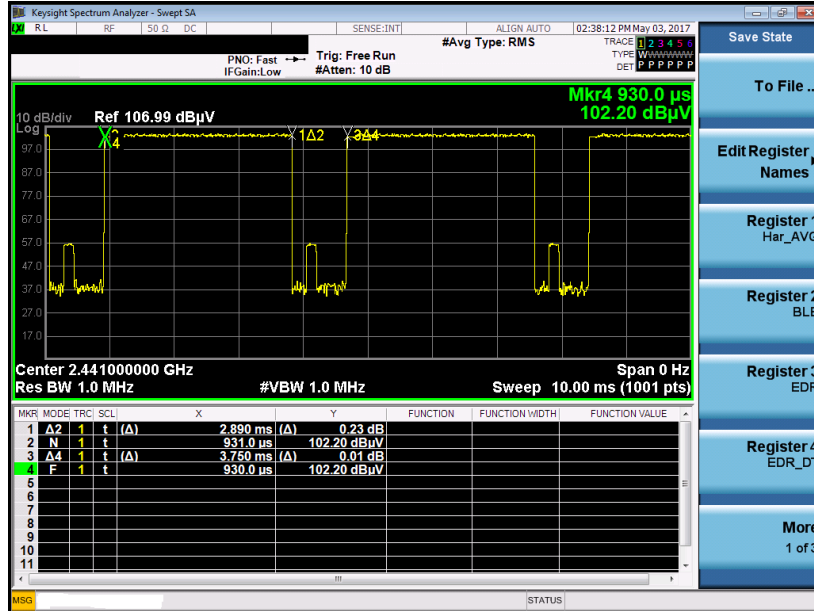 Keysight Spectrum Analyzer - Swept SA
LXI RL RF 50 Ω DC SENSE:INT ALIGN AUTO 02:38:12 PM May 03, 2017
#Avg Type: RMS TRACE 1 2 3 4 5 6
PNO: Fast Trig: Free Run TYPE WWWWWW
IFGain:Low #Atten: 10 dB DET P P P P P P
Mkr4 930.0 µs
10 dB/div Ref 106.99 dBµV 102.20 dBµV
Log
2 1Δ2 3Δ4
4
97.0
87.0
77.0
67.0
57.0
47.0
37.0
27.0
17.0
Center 2.441000000 GHz Span 0 Hz
Res BW 1.0 MHz #VBW 1.0 MHz Sweep 10.00 ms (1001 pts)
MKR MODE TRC SCL X Y FUNCTION FUNCTION WIDTH FUNCTION VALUE
1 Δ2 1 t (Δ) 2.890 ms (Δ) 0.23 dB
2 N 1 t 931.0 µs 102.20 dBµV
3 Δ4 1 t (Δ) 3.750 ms (Δ) 0.01 dB
4 F 1 t 930.0 µs 102.20 dBµV
5
6
7
8
9
10
11
MSG STATUS
Save State
To File ..
Edit Register
Names
Register 1
Har_AVG
Register 2
BLE
Register 3
EDR
Register 4
EDR_D
More
1 of 3